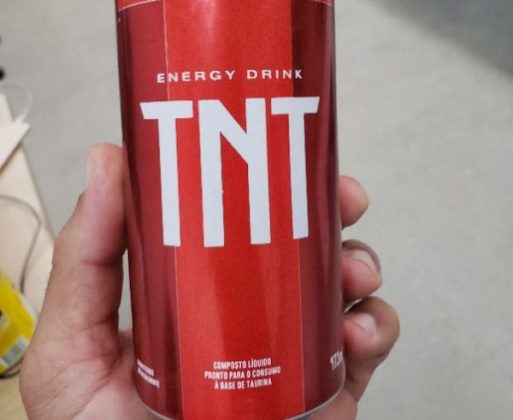 ENERGY DRINK
TNT
COMPOSTO LÍQUIDO
PRONTO PARA O CONSUMO
À BASE DE TAURINA